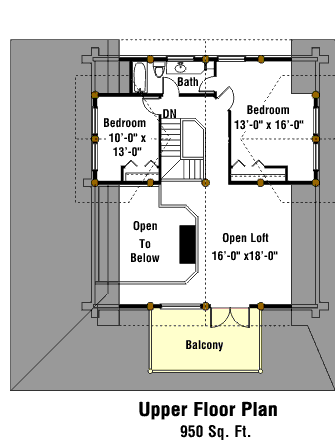 Bath
DN
Bedroom
10'-0" x
13'-0"
Bedroom
13'-0" x 16'-0"
Open
To
Below
Open Loft
16'-0" x18'-0"
Balcony
Upper Floor Plan
950 Sq. Ft.